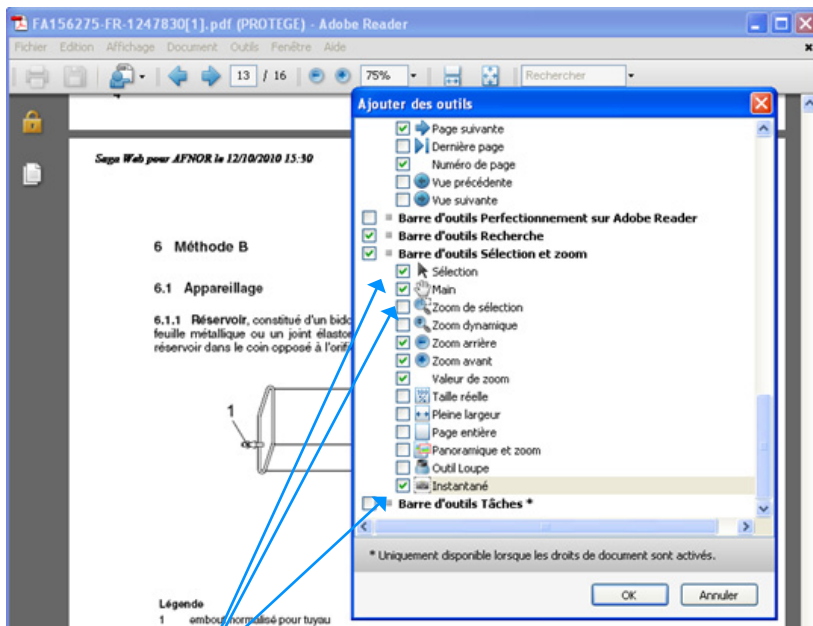 FA156275-FR-1247830[1].pdf (PROTEGE) - Adobe Reader
Fichier Edition Affichage Document Outils Fenêtre Aide
13 / 16 75% Rechercher
Ajouter des outils
Page suivante
Dernière page
Numéro de page
Vue précédente
Vue suivante
Barre d'outils Perfectionnement sur Adobe Reader
Barre d'outils Recherche
Barre d'outils Sélection et zoom
Sélection
Main
Zoom de sélection
Zoom dynamique
Zoom arrière
Zoom avant
Valeur de zoom
Taille réelle
Pleine largeur
Page entière
Panoramique et zoom
Outil Loupe
Instantané
Barre d'outils Tâches *
* Uniquement disponible lorsque les droits de document sont activés.
OK Annuler
Saga Web pour AFNOR le 12/10/2010 15:30
6 Méthode B
6.1 Appareillage
6.1.1 Réservoir, constitué d'un bido
feuille métallique ou un joint élasto
réservoir dans le coin opposé à l'orifi
1
Légende
1 embout normalisé pour tuyau